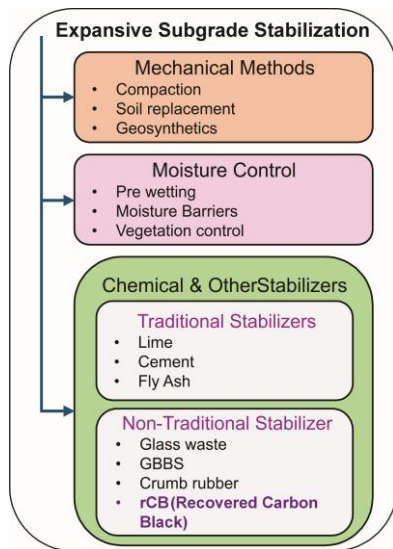 Expansive Subgrade Stabilization
Mechanical Methods
• Compaction
• Soil replacement
• Geosynthetics
Moisture Control
• Pre wetting
• Moisture Barriers
• Vegetation control
Chemical & OtherStabilizers
Traditional Stabilizers
• Lime
• Cement
• Fly Ash
Non-Traditional Stabilizer
• Glass waste
• GBBS
• Crumb rubber
• rCB(Recovered Carbon
Black)